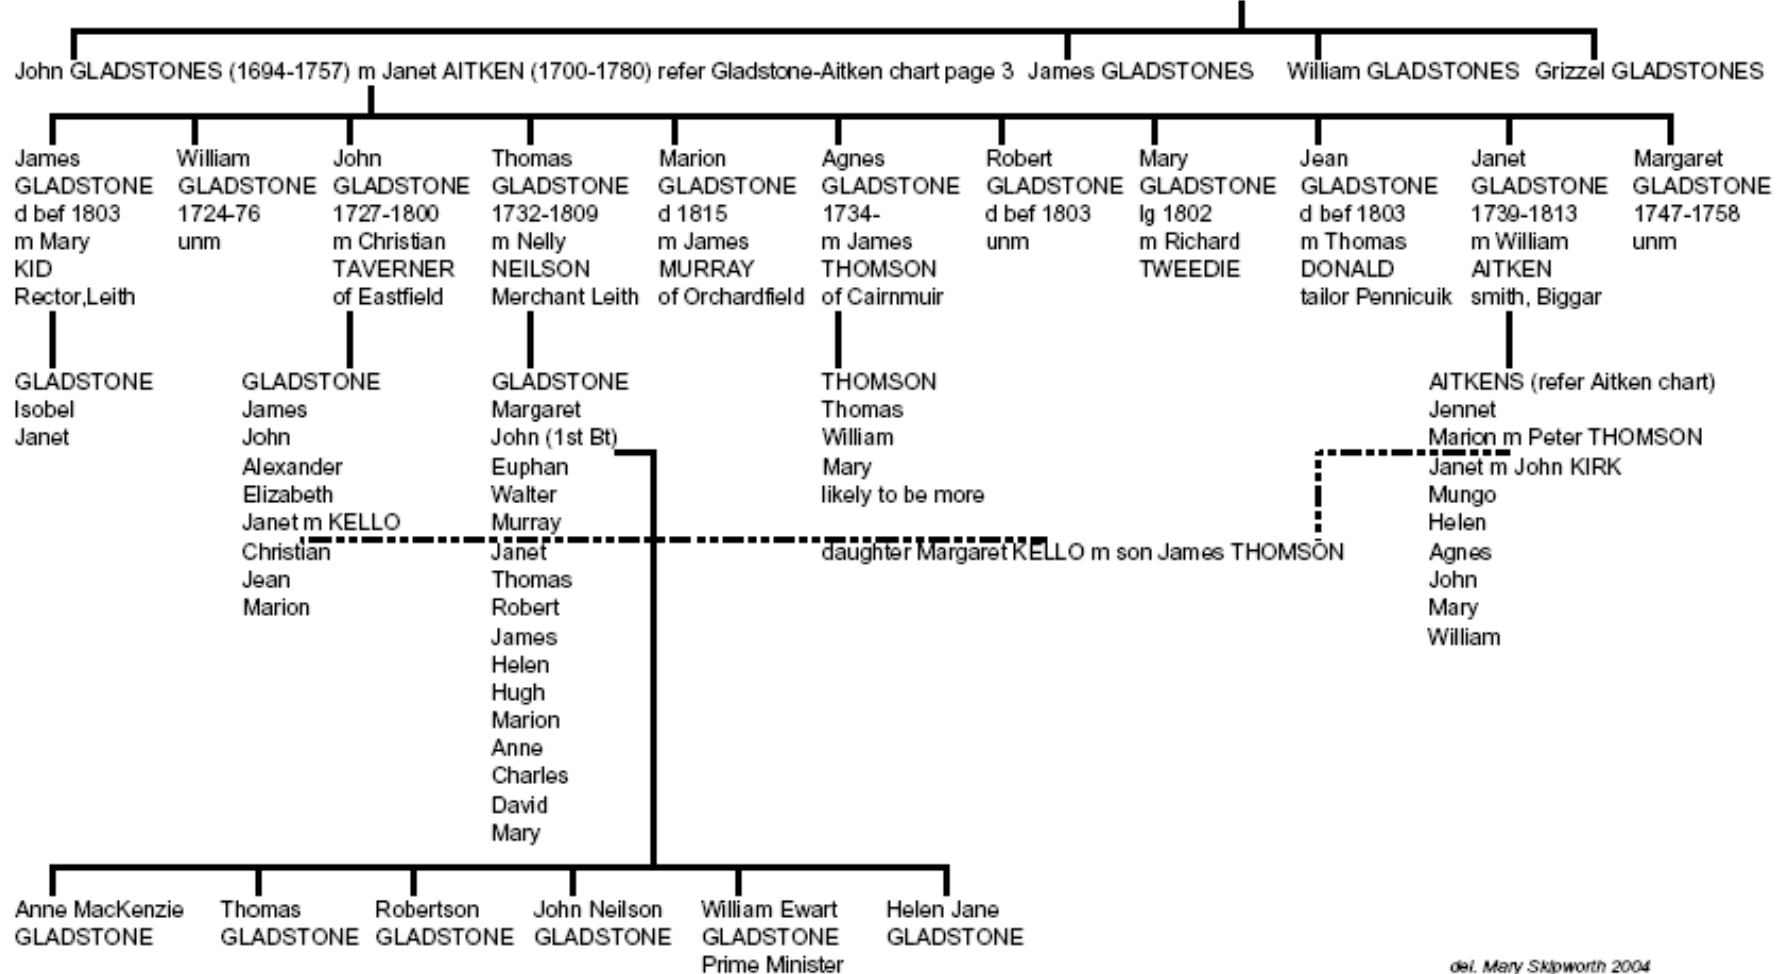 John GLADSTONES (1694-1757) m Janet AITKEN (1700-1780) refer Gladstone-Aitken chart page 3 James GLADSTONES William GLADSTONES Grizzel GLADSTONES
James
GLADSTONE
d bef 1803
m Mary
KID
Rector,Leith
William
GLADSTONE
1724-76
unm
John
GLADSTONE
1727-1800
m Christian
TAVERNER
of Eastfield
Thomas
GLADSTONE
1732-1809
m Nelly
NEILSON
Merchant Leith
Marion
GLADSTONE
d 1815
m James
MURRAY
of Orchardfield
Agnes
GLADSTONE
1734-
m James
THOMSON
of Cairnmuir
Robert
GLADSTONE
d bef 1803
unm
Mary
GLADSTONE
lg 1802
m Richard
TWEEDIE
Jean
GLADSTONE
d bef 1803
m Thomas
DONALD
tailor Pennicuik
Janet
GLADSTONE
1739-1813
m William
AITKEN
smith, Biggar
Margaret
GLADSTONE
1747-1758
unm
GLADSTONE
Isobel
Janet
GLADSTONE
James
John
Alexander
Elizabeth
Janet m KELLO
Christian
Jean
Marion
GLADSTONE
Margaret
John (1st Bt)
Euphan
Walter
Murray
Janet
Thomas
Robert
James
Helen
Hugh
Marion
Anne
Charles
David
Mary
THOMSON
Thomas
William
Mary
likely to be more
daughter Margaret KELLO m son James THOMSON
AITKENS (refer Aitken chart)
Jennet
Marion m Peter THOMSON
Janet m John KIRK
Mungo
Helen
Agnes
John
Mary
William
Anne MacKenzie
GLADSTONE
Thomas
GLADSTONE
Robertson
GLADSTONE
John Neilson
GLADSTONE
William Ewart
GLADSTONE
Prime Minister
Helen Jane
GLADSTONE
del. Mary Skipworth 2004